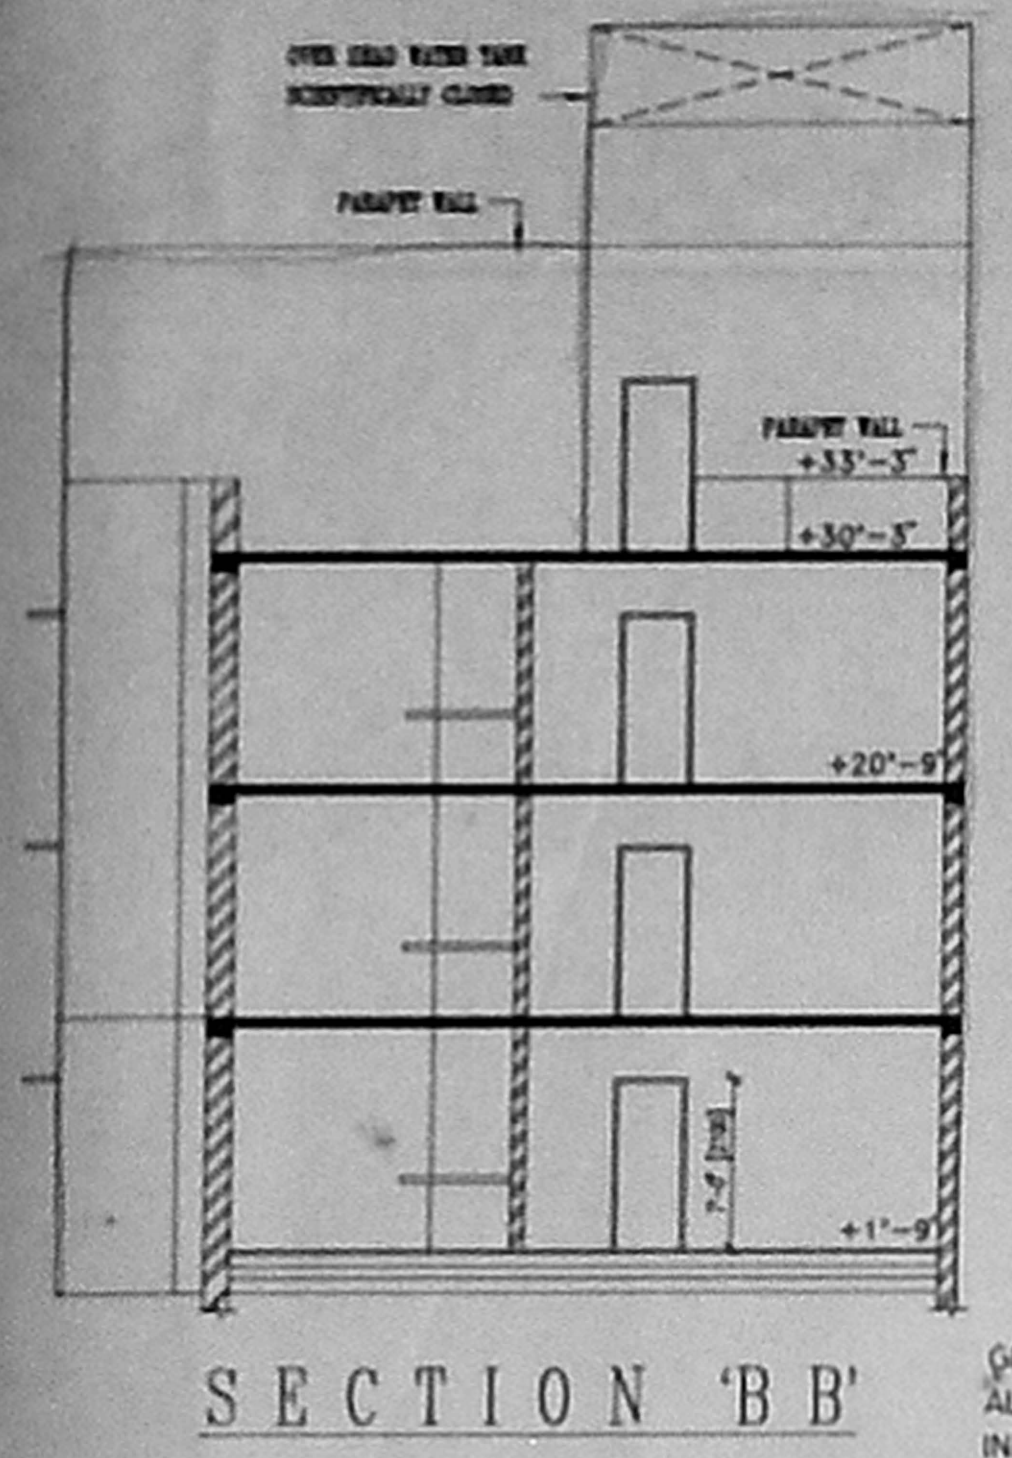 OVER HEAD WATER TANK
SCIENTIFICALLY CLOSED
PARAPET WALL
PARAPET WALL
+33'-3"
+30'-3"
+20'-9"
+1'-9"
SECTION 'BB'